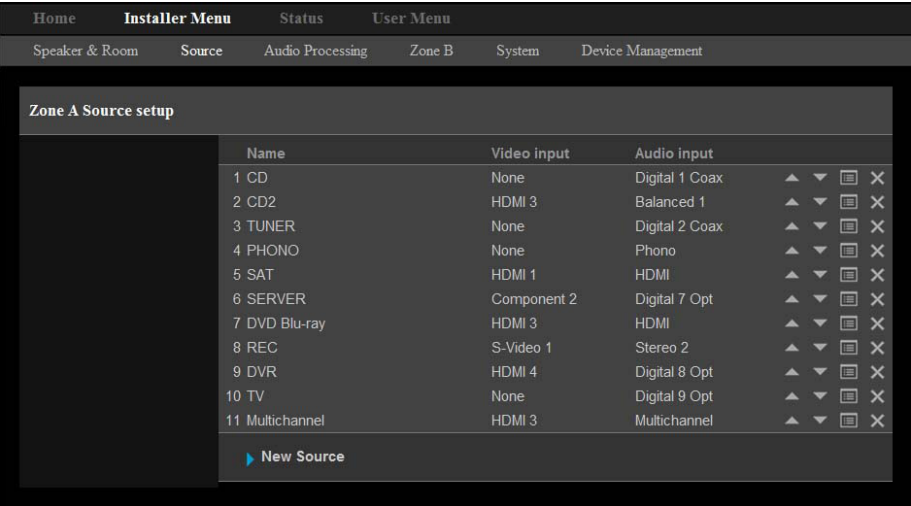 Home Installer Menu Status User Menu
Speaker & Room Source Audio Processing Zone B System Device Management
Zone A Source setup
Name Video input Audio input
1 CD None Digital 1 Coax
2 CD2 HDMI 3 Balanced 1
3 TUNER None Digital 2 Coax
4 PHONO None Phono
5 SAT HDMI 1 HDMI
6 SERVER Component 2 Digital 7 Opt
7 DVD Blu-ray HDMI 3 HDMI
8 REC S-Video 1 Stereo 2
9 DVR HDMI 4 Digital 8 Opt
10 TV None Digital 9 Opt
11 Multichannel HDMI 3 Multichannel
New Source